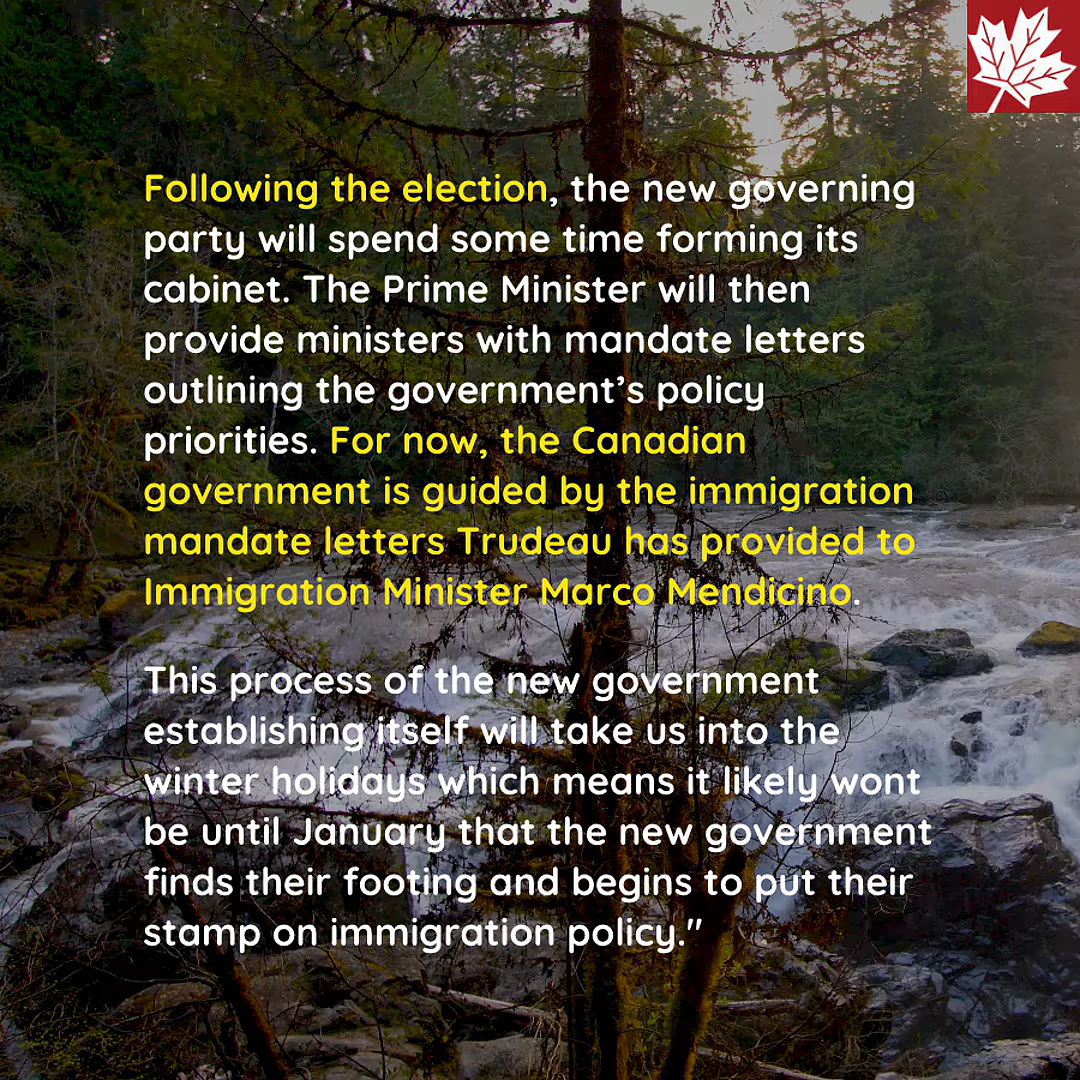 Following the election, the new governing
party will spend some time forming its
cabinet. The Prime Minister will then
provide ministers with mandate letters
outlining the government’s policy
priorities. For now, the Canadian
government is guided by the immigration
mandate letters Trudeau has provided to
Immigration Minister Marco Mendicino.
This process of the new government
establishing itself will take us into the
winter holidays which means it likely wont
be until January that the new government
finds their footing and begins to put their
stamp on immigration policy."